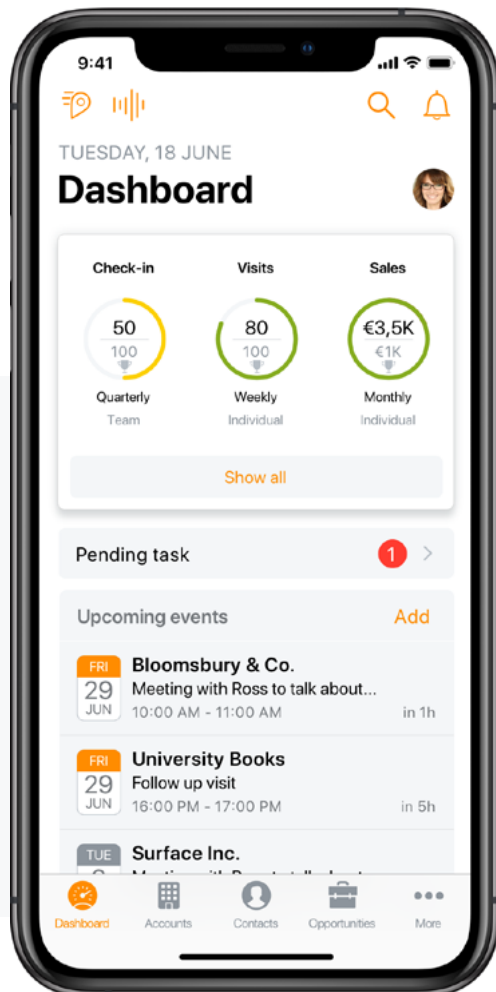 9:41
TUESDAY, 18 JUNE
Dashboard
Check-in Visits Sales
50 80 €3,5K
100 100 €1K
Quarterly Weekly Monthly
Team Individual Individual
Show all
Pending task 1
Upcoming events Add
FRI Bloomsbury & Co.
29 Meeting with Ross to talk about...
JUN 10:00 AM - 11:00 AM in 1h
FRI University Books
29 Follow up visit
JUN 16:00 PM - 17:00 PM in 5h
TUE Surface Inc.
Dashboard Accounts Contacts Opportunities More